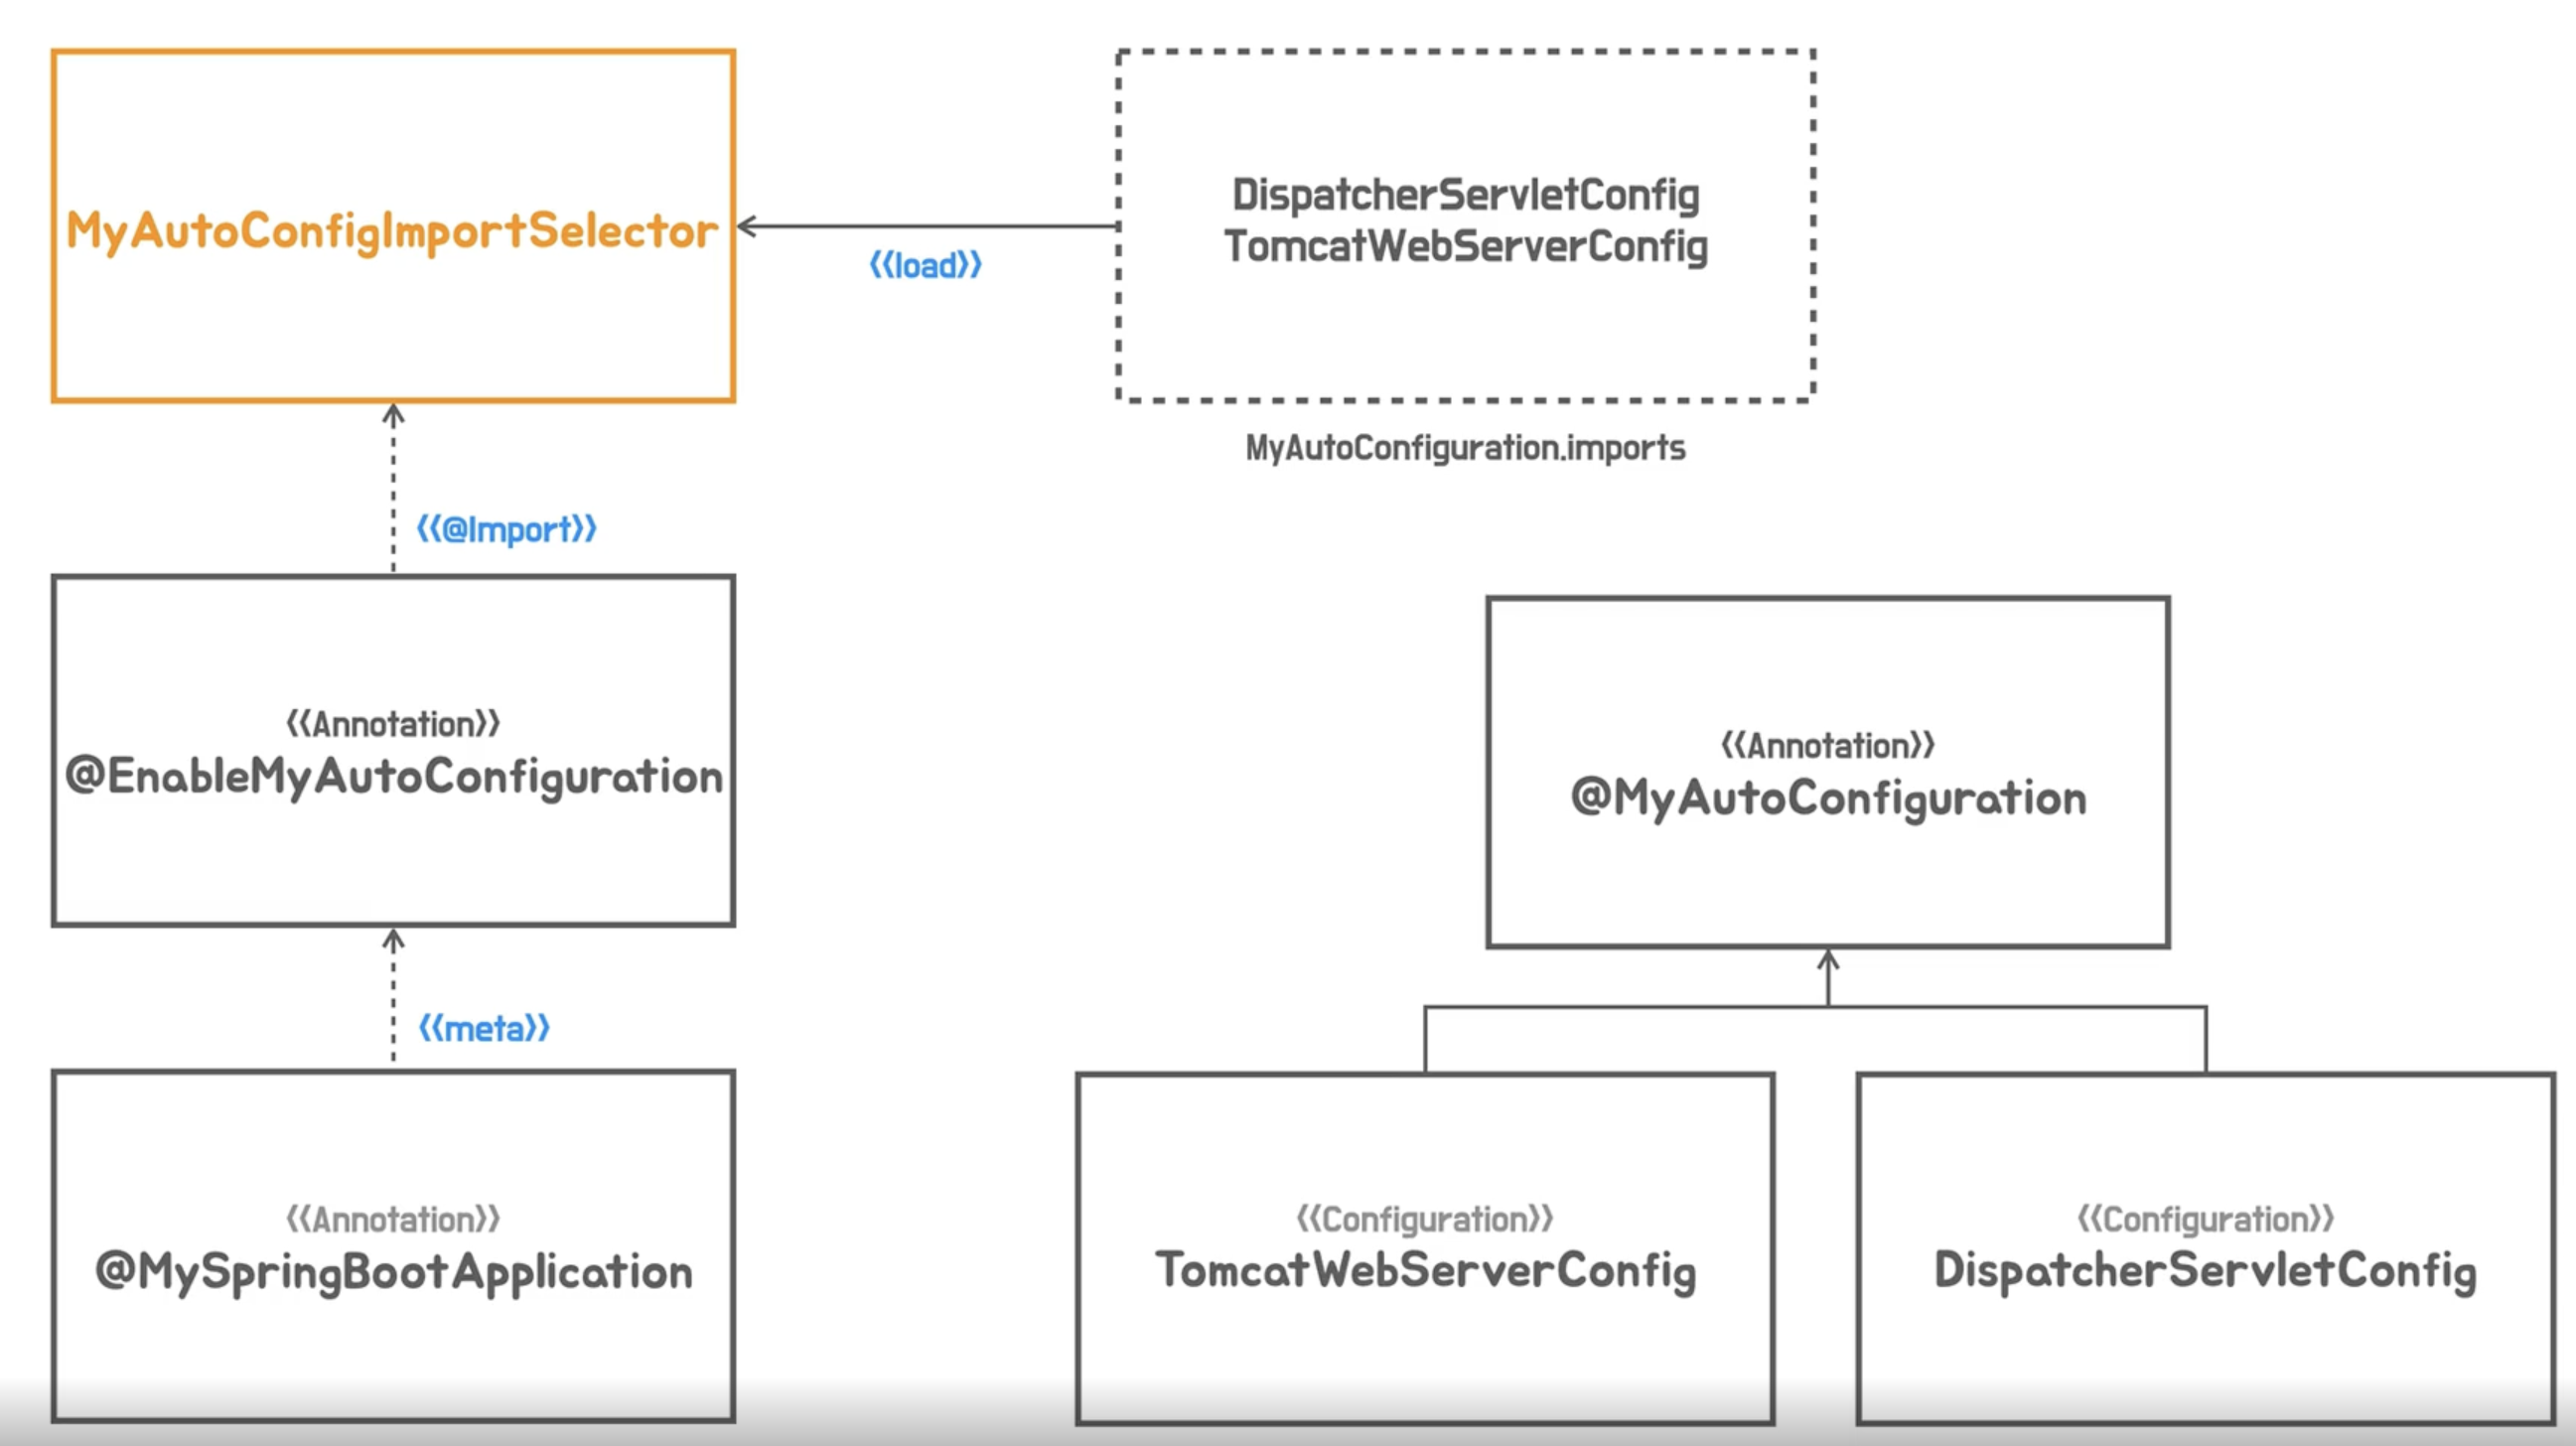 MyAutoConfigImportSelector
《load》
DispatcherServletConfig
TomcatWebServerConfig
MyAutoConfiguration.imports
《@Import》
《Annotation》
@EnableMyAutoConfiguration
《Annotation》
@MyAutoConfiguration
《meta》
《Annotation》
@MySpringBootApplication
《Configuration》
TomcatWebServerConfig
《Configuration》
DispatcherServletConfig